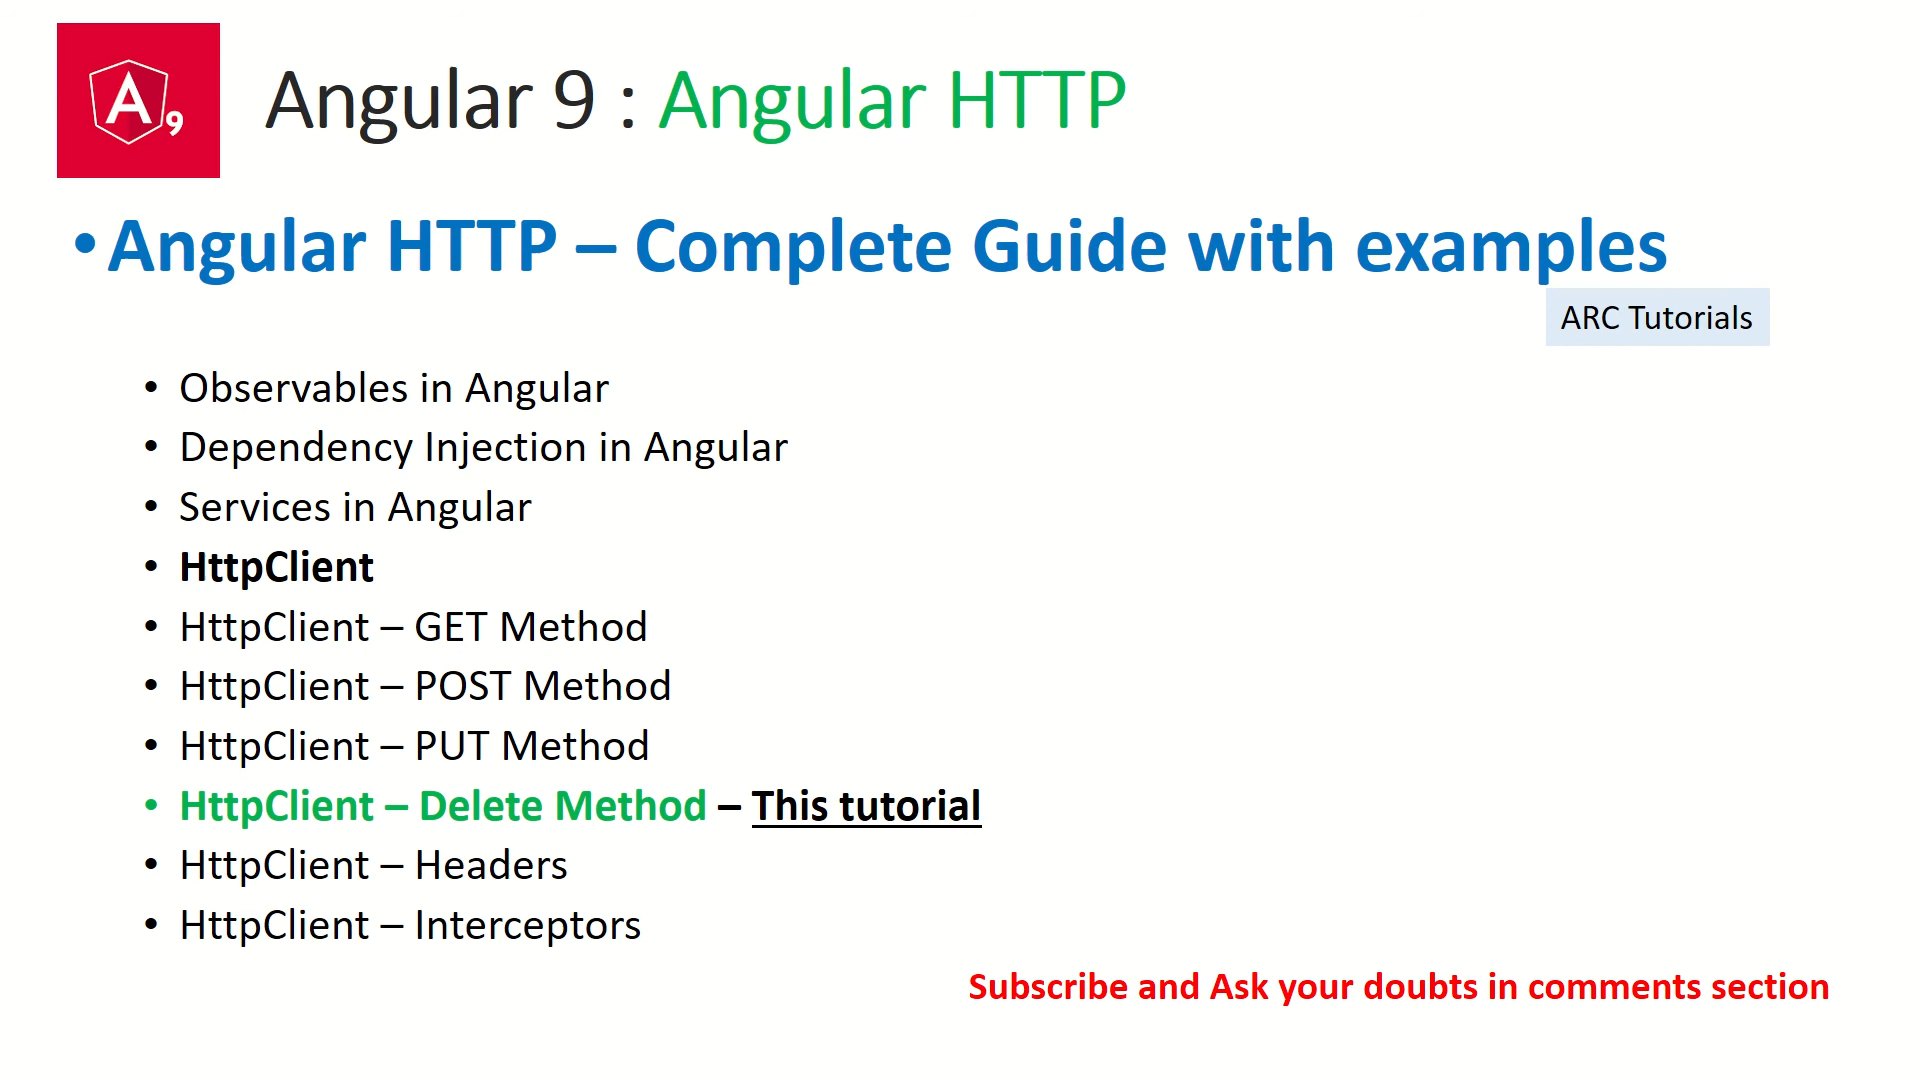 A9
Angular 9 : Angular HTTP
• Angular HTTP – Complete Guide with examples
ARC Tutorials
• Observables in Angular
• Dependency Injection in Angular
• Services in Angular
• HttpClient
• HttpClient – GET Method
• HttpClient – POST Method
• HttpClient – PUT Method
• HttpClient – Delete Method – This tutorial
• HttpClient – Headers
• HttpClient – Interceptors
Subscribe and Ask your doubts in comments section